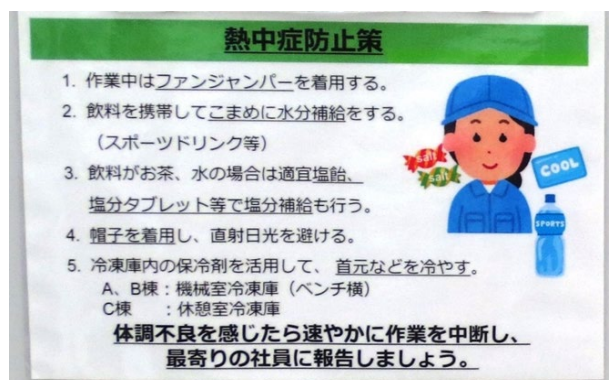 熱中症防止策
1. 作業中はファンジャンパーを着用する。
2. 飲料を携帯してこまめに水分補給をする。
（スポーツドリンク等）
3. 飲料がお茶、水の場合は適宜塩飴、
塩分タブレット等で塩分補給も行う。
4. 帽子を着用し、直射日光を避ける。
5. 冷凍庫内の保冷剤を活用して、 首元などを冷やす。
A、B棟：機械室冷凍庫（ベンチ横）
C棟　　：休憩室冷凍庫
体調不良を感じたら速やかに作業を中断し、
最寄りの社員に報告しましょう。
salt
salt
COOL
SPORTS